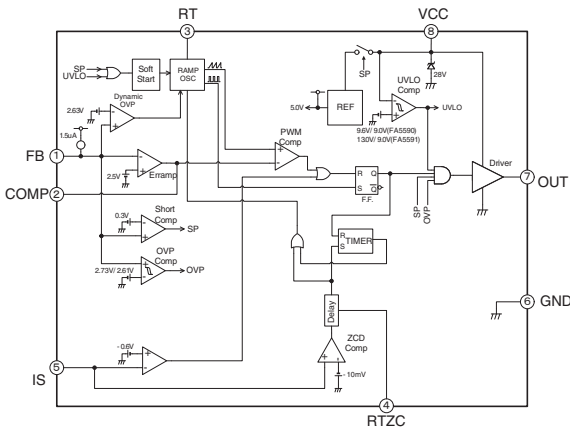 RT
VCC
3
8
SP
UVLO
Soft
Start
RAMP
OSC
SP
28V
Dynamic
OVP
2.63V
5.0V
REF
UVLO
Comp
UVLO
1.5uA
9.6V/ 9.0V(FA5590)
130V/ 9.0V(FA5591)
PWM
Comp
FB
1
2.5V
Erramp
R
Q
S
Q
F.F.
Driver
7
OUT
COMP
2
SP
OVP
0.3V
Short
Comp
SP
R
S
TIMER
OVP
Comp
2.73V/ 2.61V
OVP
Delay
6
GND
-0.6V
ZCD
Comp
IS
5
-10mV
4
RTZC